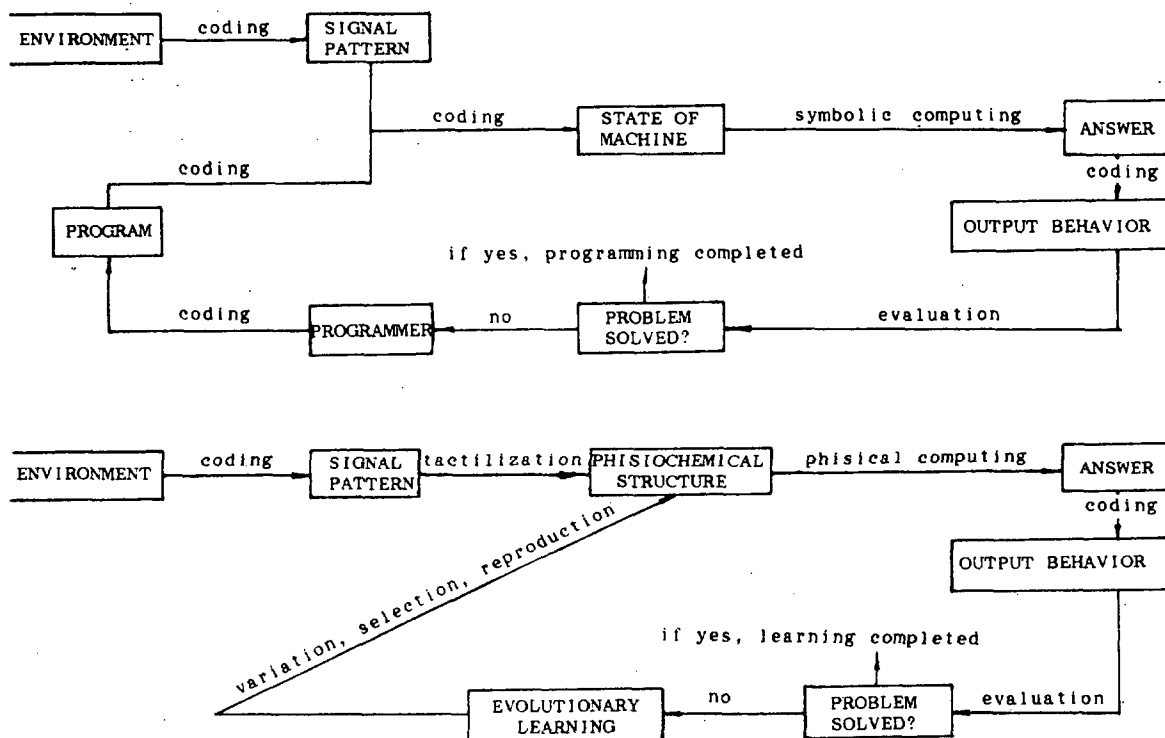 ENVIRONMENT
coding
SIGNAL
PATTERN
coding
STATE OF
MACHINE
symbolic computing
ANSWER
coding
coding
PROGRAM
OUTPUT BEHAVIOR
if yes, programming completed
coding
PROGRAMMER
no
PROBLEM
SOLVED?
evaluation
ENVIRONMENT
coding
SIGNAL
PATTERN
tactilization
PHISIOCHEMICAL
STRUCTURE
phisical computing
ANSWER
coding
variation, selection, reproduction
OUTPUT BEHAVIOR
if yes, learning completed
EVOLUTIONARY
LEARNING
no
PROBLEM
SOLVED?
evaluation